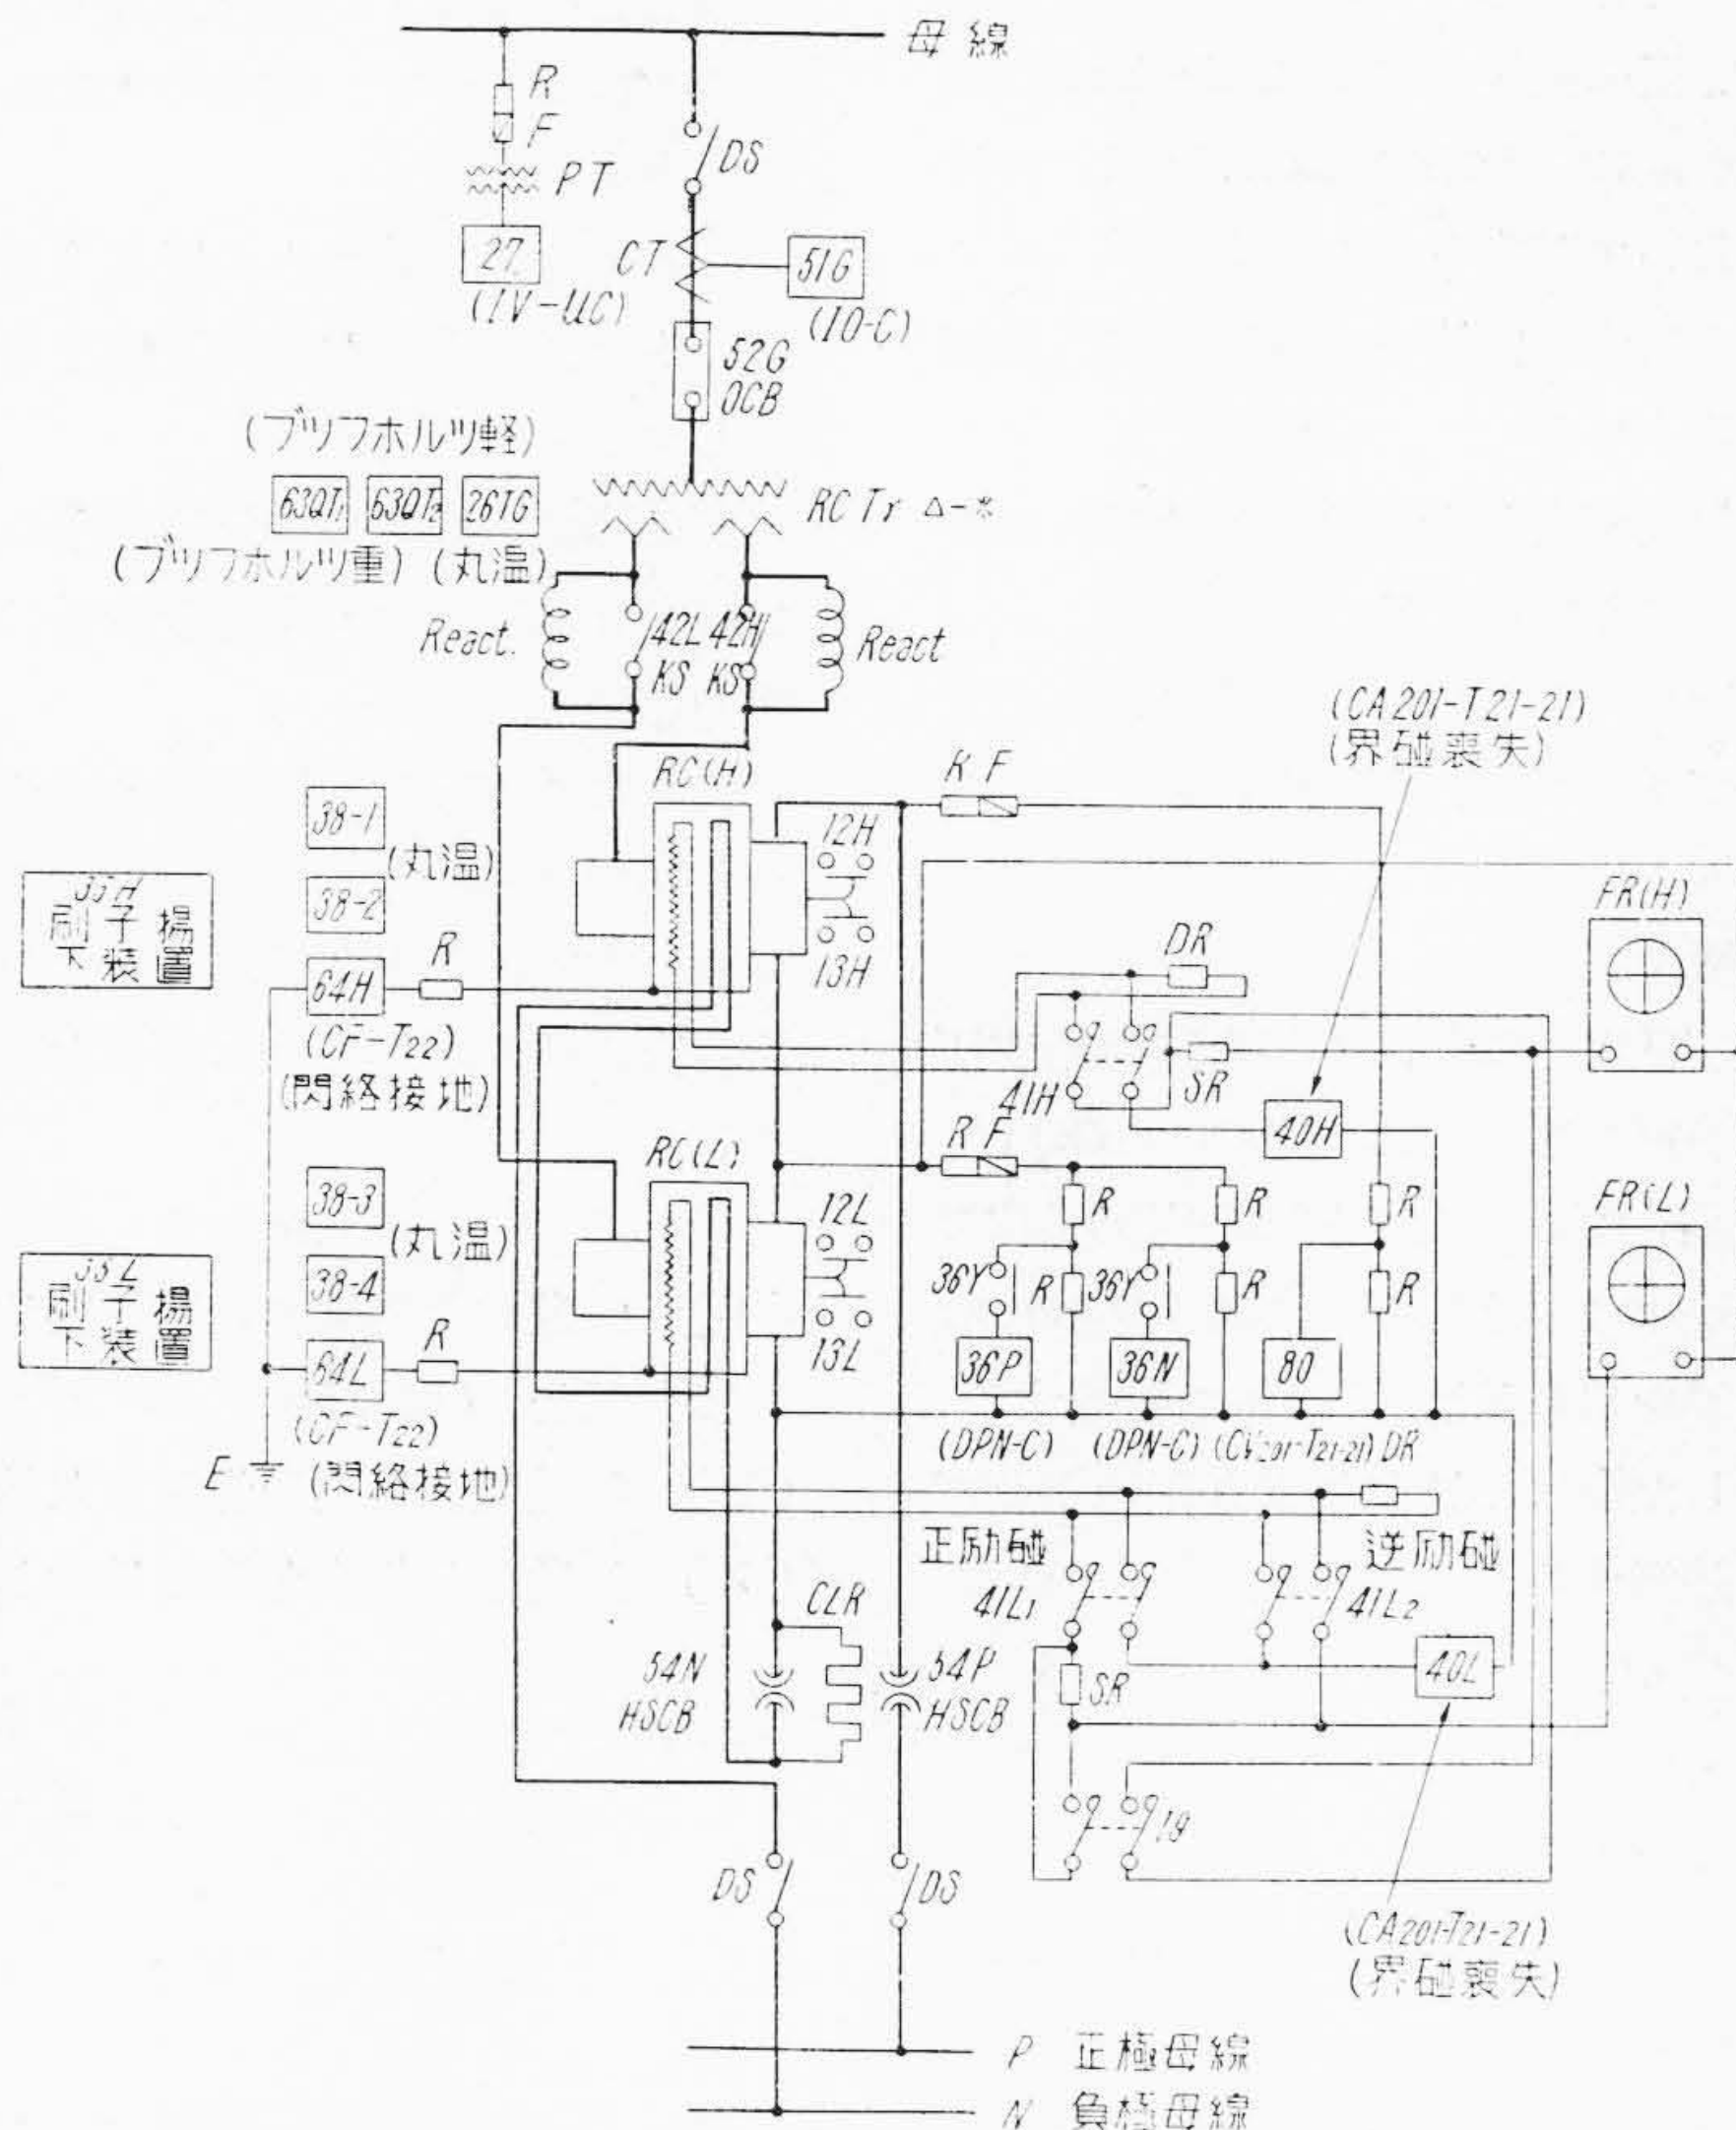 母線
R
F
PT
27
(IV-UC)
DS
CT
51G
(IO-C)
52G
OCB
(ブッフホルツ軽)
63QT1 63QT2 26TG
(ブッフホルツ重) (丸温)
RC Tr Δ-*
React.
42L 42H
KS KS
React
(CA201-T21-21)
(界磁喪失)
RC(H)
R F
38-1
(丸温)
38-2
12H
13H
刷子揚
下装置
64H
R
(CF-T22)
(閃絡接地)
DR
FR(H)
41H
SR
40H
RC(L)
R F
38-3
(丸温)
38-4
12L
13L
刷子揚
下装置
64L
R
(CF-T22)
(閃絡接地)
E
R
R
R
36Y
R
36Y
R
R
36P
36N
80
FR(L)
(DPN-C) (DPN-C) (CV201-T21-21) DR
正励磁
逆励磁
41L1
41L2
CLR
54N
HSCB
54P
HSCB
SR
40L
DS
DS
(CA201-T21-21)
(界磁喪失)
P 正極母線
N 負極母線